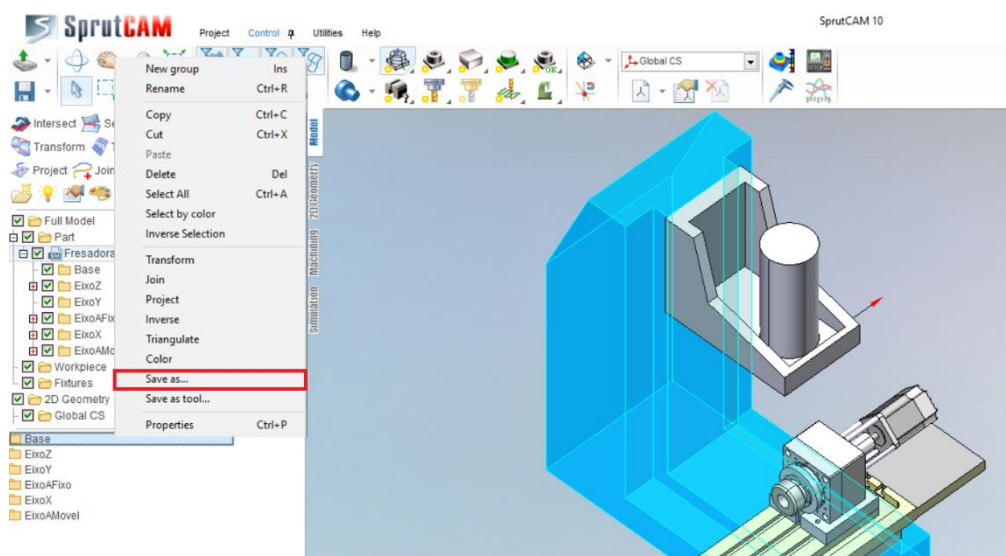 SprutCAM
Project Control Utilities Help
SprutCAM 10
Global CS
New group Ins
Rename Ctrl+R
Copy Ctrl+C
Cut Ctrl+X
Paste
Delete Del
Select All Ctrl+A
Select by color
Inverse Selection
Transform
Join
Project
Inverse
Triangulate
Color
Save as...
Save as tool...
Properties Ctrl+P
Intersect
Transform
Project Join
Full Model
Part
Fresadora
Base
EixoZ
EixoY
EixoAFix
EixoX
EixoAMo
Workpiece
Fixtures
2D Geometry
Global CS
Base
EixoZ
EixoY
EixoAFixo
EixoX
EixoAMovel
Model
2D Geometry
Machining
Simulation